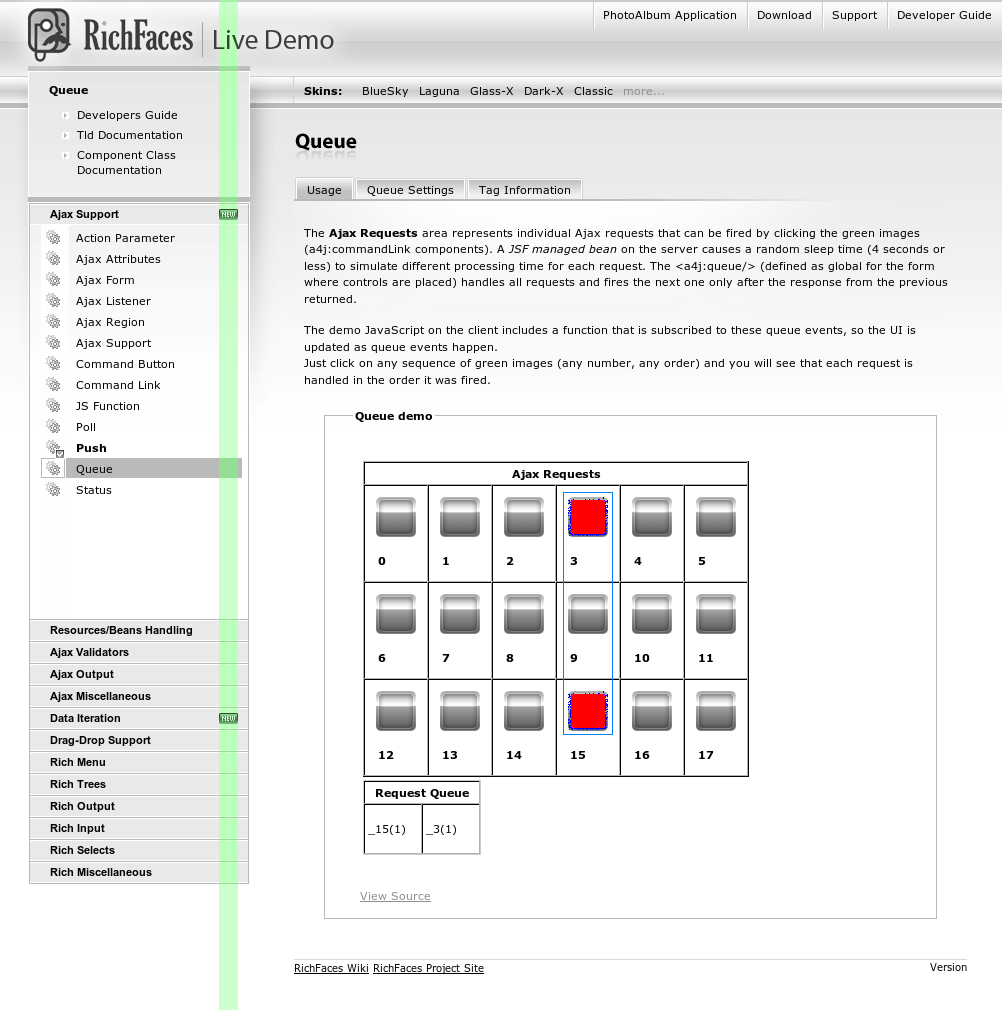 RichFaces Live Demo
PhotoAlbum Application
Download
Support
Developer Guide
Queue
Developers Guide
Tld Documentation
Component Class
Documentation
Skins: BlueSky Laguna Glass-X Dark-X Classic more...
Queue
Usage
Queue Settings
Tag Information
Ajax Support
NEW
Action Parameter
Ajax Attributes
Ajax Form
Ajax Listener
Ajax Region
Ajax Support
Command Button
Command Link
JS Function
Poll
Push
Queue
Status
Resources/Beans Handling
Ajax Validators
Ajax Output
Ajax Miscellaneous
Data Iteration
NEW
Drag-Drop Support
Rich Menu
Rich Trees
Rich Output
Rich Input
Rich Selects
Rich Miscellaneous
The Ajax Requests area represents individual Ajax requests that can be fired by clicking the green images
(a4j:commandLink components). A JSF managed bean on the server causes a random sleep time (4 seconds or
less) to simulate different processing time for each request. The <a4j:queue/> (defined as global for the form
where controls are placed) handles all requests and fires the next one only after the response from the previous
returned.
The demo JavaScript on the client includes a function that is subscribed to these queue events, so the UI is
updated as queue events happen.
Just click on any sequence of green images (any number, any order) and you will see that each request is
handled in the order it was fired.
Queue demo
Ajax Requests
0 1 2 3 4 5
6 7 8 9 10 11
12 13 14 15 16 17
Request Queue
_15(1) _3(1)
View Source
RichFaces Wiki RichFaces Project Site
Version